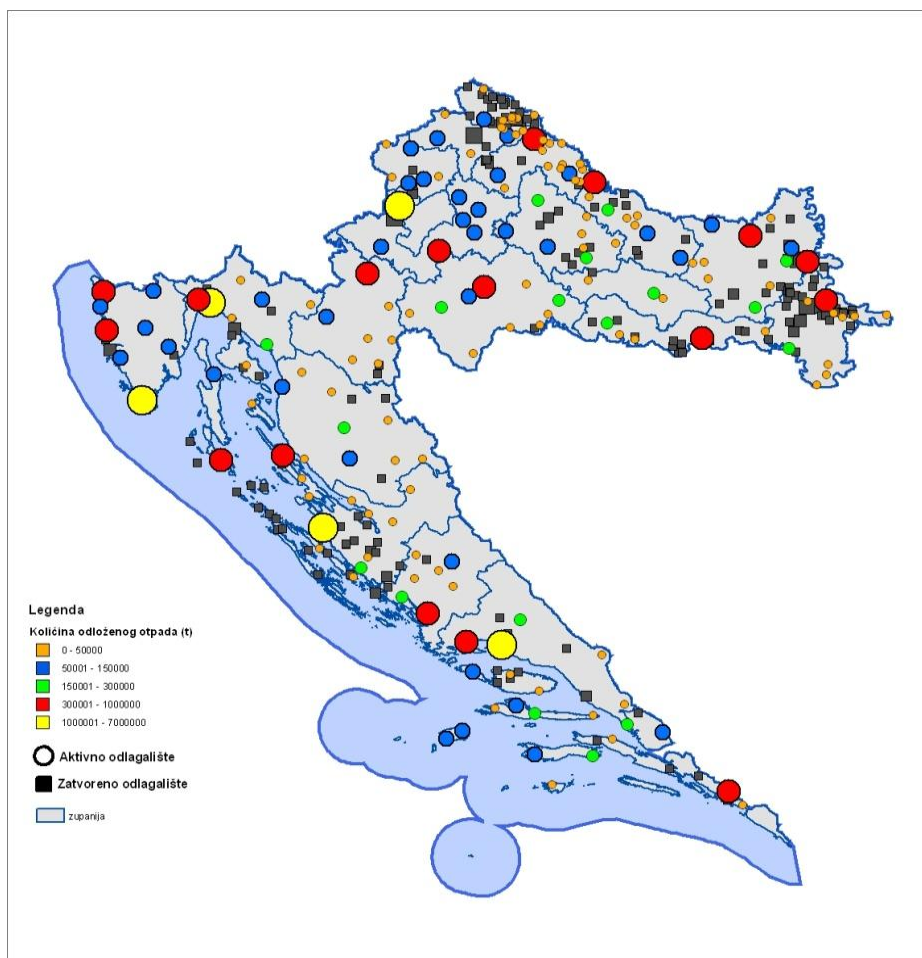 Legenda
Količina odloženog otpada (t)
0 - 50000
50001 - 150000
150001 - 300000
300001 - 1000000
1000001 - 7000000
Aktivno odlagalište
Zatvoreno odlagalište
zupanija